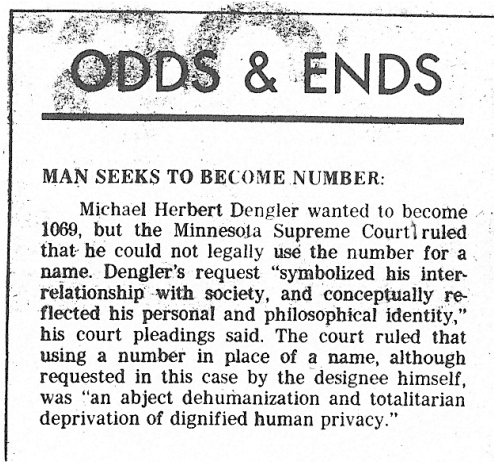 ODDS & ENDS
MAN SEEKS TO BECOME NUMBER:
Michael Herbert Dengler wanted to become
1069, but the Minnesota Supreme Court ruled
that he could not legally use the number for a
name. Dengler's request "symbolized his inter-
relationship with society, and conceptually re-
flected his personal and philosophical identity,"
his court pleadings said. The court ruled that
using a number in place of a name, although
requested in this case by the designee himself,
was "an abject dehumanization and totalitarian
deprivation of dignified human privacy."